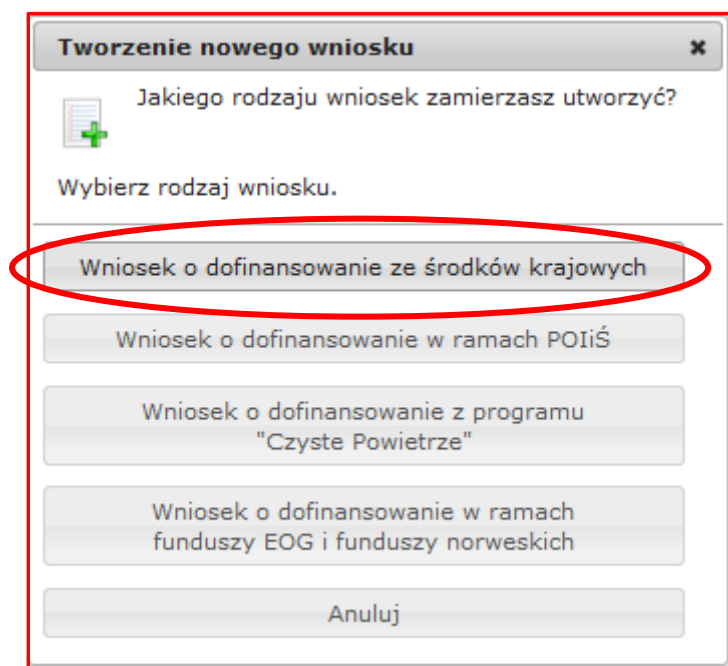 Tworzenie nowego wniosku
Jakiego rodzaju wniosek zamierzasz utworzyć?
Wybierz rodzaj wniosku.
Wniosek o dofinansowanie ze środków krajowych
Wniosek o dofinansowanie w ramach POIiŚ
Wniosek o dofinansowanie z programu
"Czyste Powietrze"
Wniosek o dofinansowanie w ramach
funduszy EOG i funduszy norweskich
Anuluj